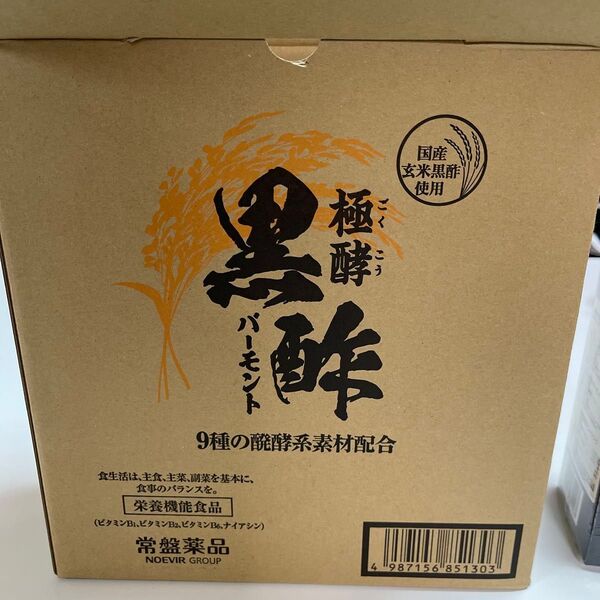 国産
玄米黒酢
使用
極酵
ごくこう
黒酢
バーモント
9種の醗酵系素材配合
食生活は、主食、主菜、副菜を基本に、
食事のバランスを。
栄養機能食品
(ビタミンB1、ビタミンB2、ビタミンB6、ナイアシン)
常盤薬品
NOEVIR GROUP
4 987156 851303